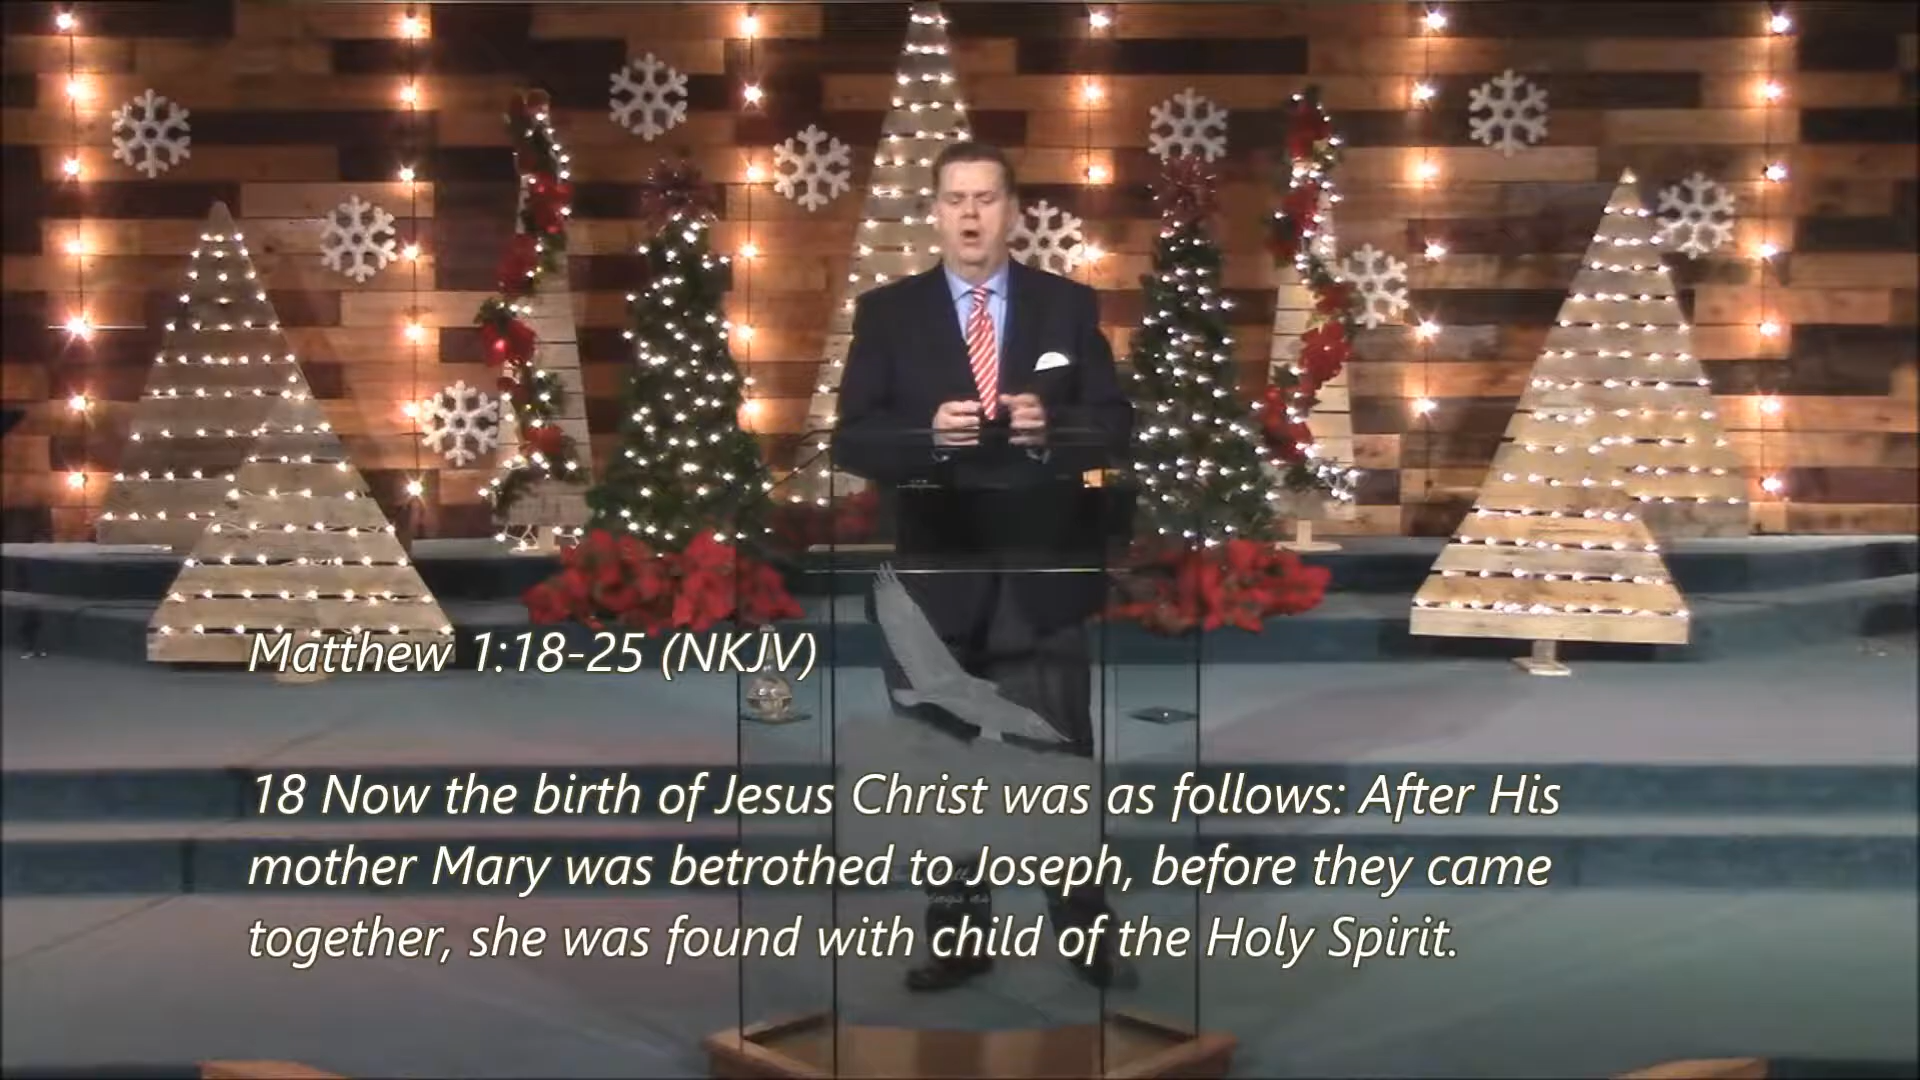 Matthew 1:18-25 (NKJV)
18 Now the birth of Jesus Christ was as follows: After His
mother Mary was betrothed to Joseph, before they came
together, she was found with child of the Holy Spirit.